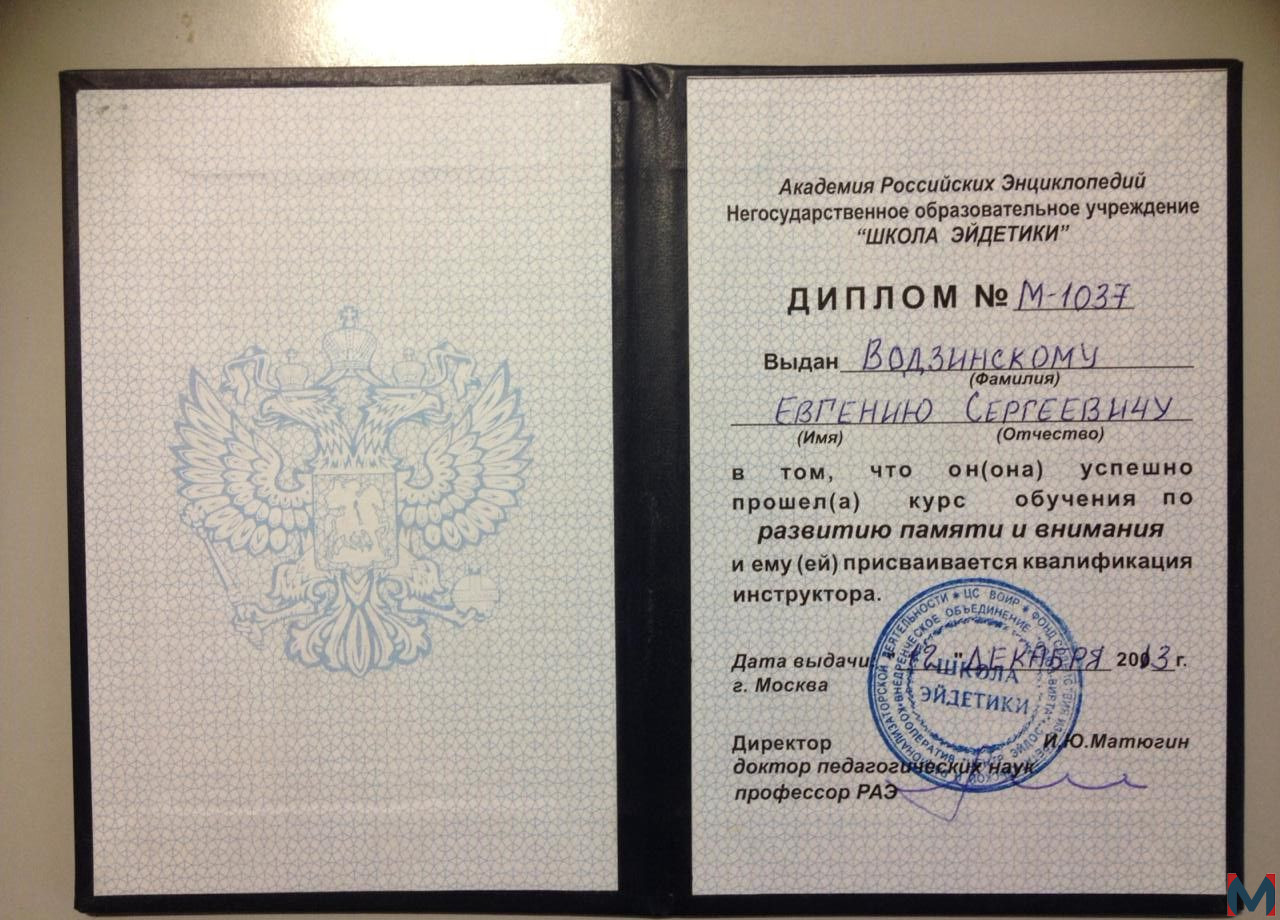 Академия Российских Энциклопедий
Негосударственное образовательное учреждение
“ШКОЛА ЭЙДЕТИКИ”
ДИПЛОМ № М-1037
Выдан Водзинскому
(Фамилия)
Евгению Сергеевичу
(Имя) (Отчество)
в том, что он(она) успешно
прошел(а) курс обучения по
развитию памяти и внимания
и ему (ей) присваивается квалификация
инструктора.
Дата выдачи: "12" ДЕКАБРЯ 2013 г.
г. Москва
ШКОЛА
ЭЙДЕТИКИ
Директор И.Ю.Матюгин
доктор педагогических наук
профессор РАЭ
М